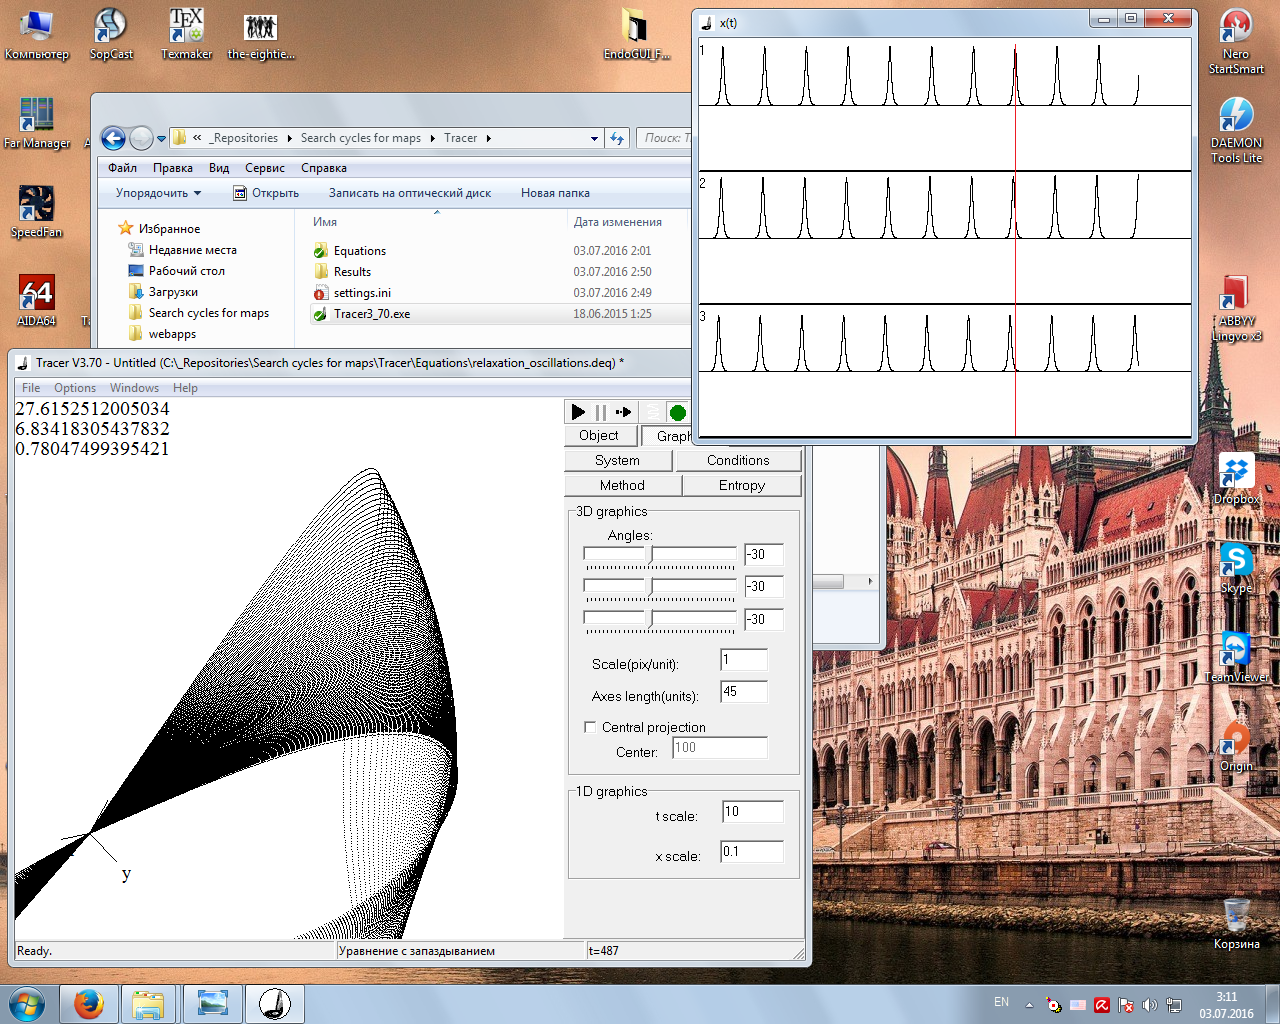 Компьютер
SopCast
Texmaker
the-eightie...
EndoGUI_F...
Nero
StartSmart
Far Manager
DAEMON
Tools Lite
SpeedFan
64
AIDA64
ABBYY
Lingvo x3
Dropbox
Skype
TeamViewer
Origin
Корзина
x(t)
1
2
3
« _Repositories
Search cycles for maps
Tracer
Поиск: T
Файл
Правка
Вид
Сервис
Справка
Упорядочить
Открыть
Записать на оптический диск
Новая папка
Избранное
Недавние места
Рабочий стол
Загрузки
Search cycles for maps
webapps
Имя
Дата изменения
Equations
03.07.2016 2:01
Results
03.07.2016 2:50
settings.ini
03.07.2016 2:49
Tracer3_70.exe
18.06.2015 1:25
Tracer V3.70 - Untitled (C:\_Repositories\Search cycles for maps\Tracer\Equations\relaxation_oscillations.deq) *
File
Options
Windows
Help
27.6152512005034
6.83418305437832
0.78047499395421
y
Object
Graph
System
Conditions
Method
Entropy
3D graphics
Angles:
-30
-30
-30
Scale(pix/unit):
1
Axes length(units):
45
Central projection
Center:
100
1D graphics
t scale:
10
x scale:
0.1
Ready.
Уравнение с запаздыванием
t=487
EN
3:11
03.07.2016